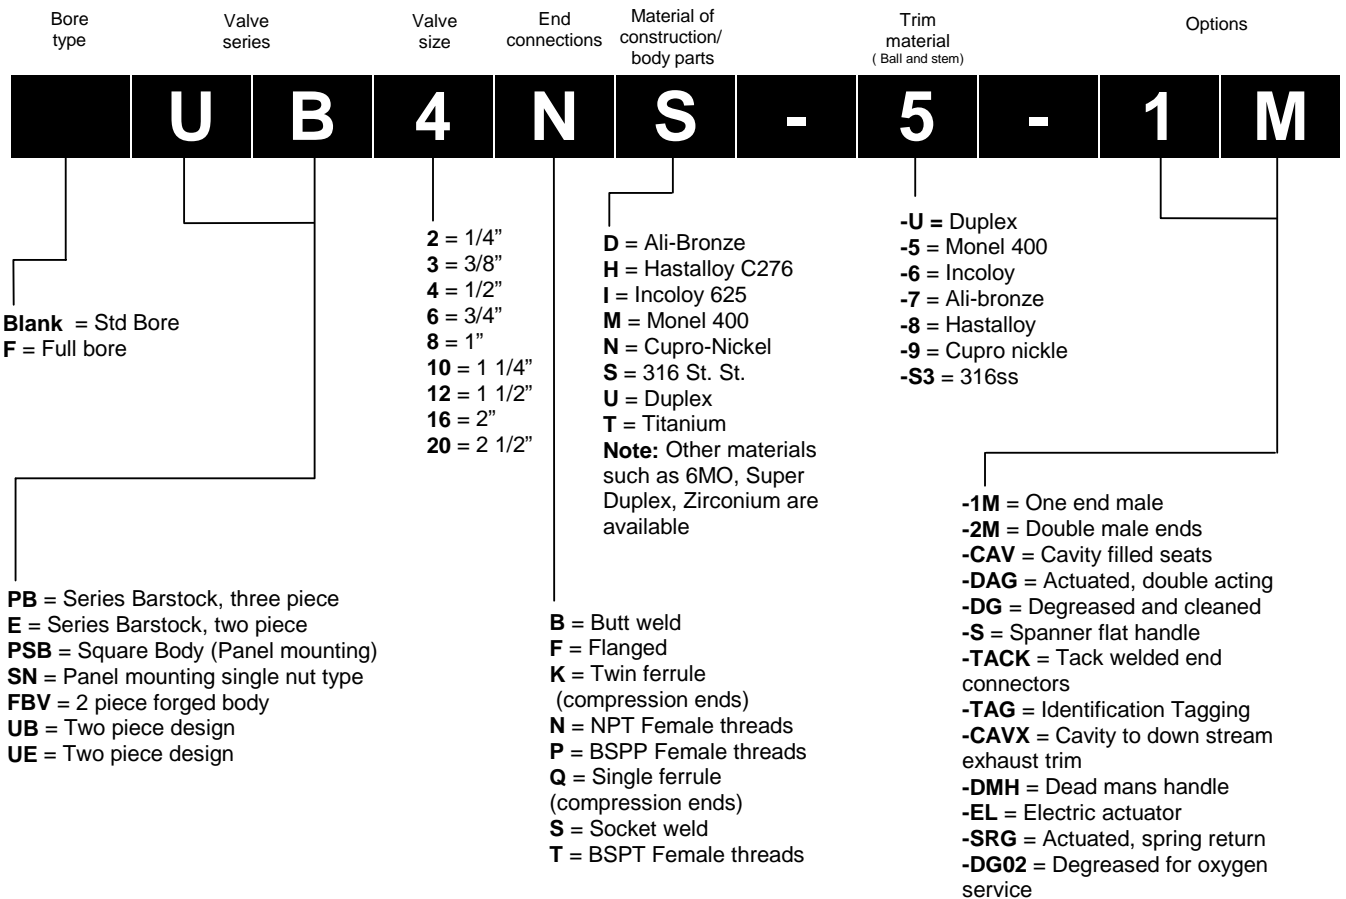 Bore
type
Valve
series
Valve
size
End
connections
Material of
construction/
body parts
Trim
material
( Ball and stem)
Options
U B 4 N S - 5 - 1 M
Blank = Std Bore
F = Full bore
2 = 1/4”
3 = 3/8”
4 = 1/2”
6 = 3/4”
8 = 1”
10 = 1 1/4”
12 = 1 1/2”
16 = 2”
20 = 2 1/2”
D = Ali-Bronze
H = Hastalloy C276
I = Incoloy 625
M = Monel 400
N = Cupro-Nickel
S = 316 St. St.
U = Duplex
T = Titanium
Note: Other materials
such as 6MO, Super
Duplex, Zirconium are
available
-U = Duplex
-5 = Monel 400
-6 = Incoloy
-7 = Ali-bronze
-8 = Hastalloy
-9 = Cupro nickle
-S3 = 316ss
PB = Series Barstock, three piece
E = Series Barstock, two piece
PSB = Square Body (Panel mounting)
SN = Panel mounting single nut type
FBV = 2 piece forged body
UB = Two piece design
UE = Two piece design
B = Butt weld
F = Flanged
K = Twin ferrule
(compression ends)
N = NPT Female threads
P = BSPP Female threads
Q = Single ferrule
(compression ends)
S = Socket weld
T = BSPT Female threads
-1M = One end male
-2M = Double male ends
-CAV = Cavity filled seats
-DAG = Actuated, double acting
-DG = Degreased and cleaned
-S = Spanner flat handle
-TACK = Tack welded end
connectors
-TAG = Identification Tagging
-CAVX = Cavity to down stream
exhaust trim
-DMH = Dead mans handle
-EL = Electric actuator
-SRG = Actuated, spring return
-DG02 = Degreased for oxygen
service